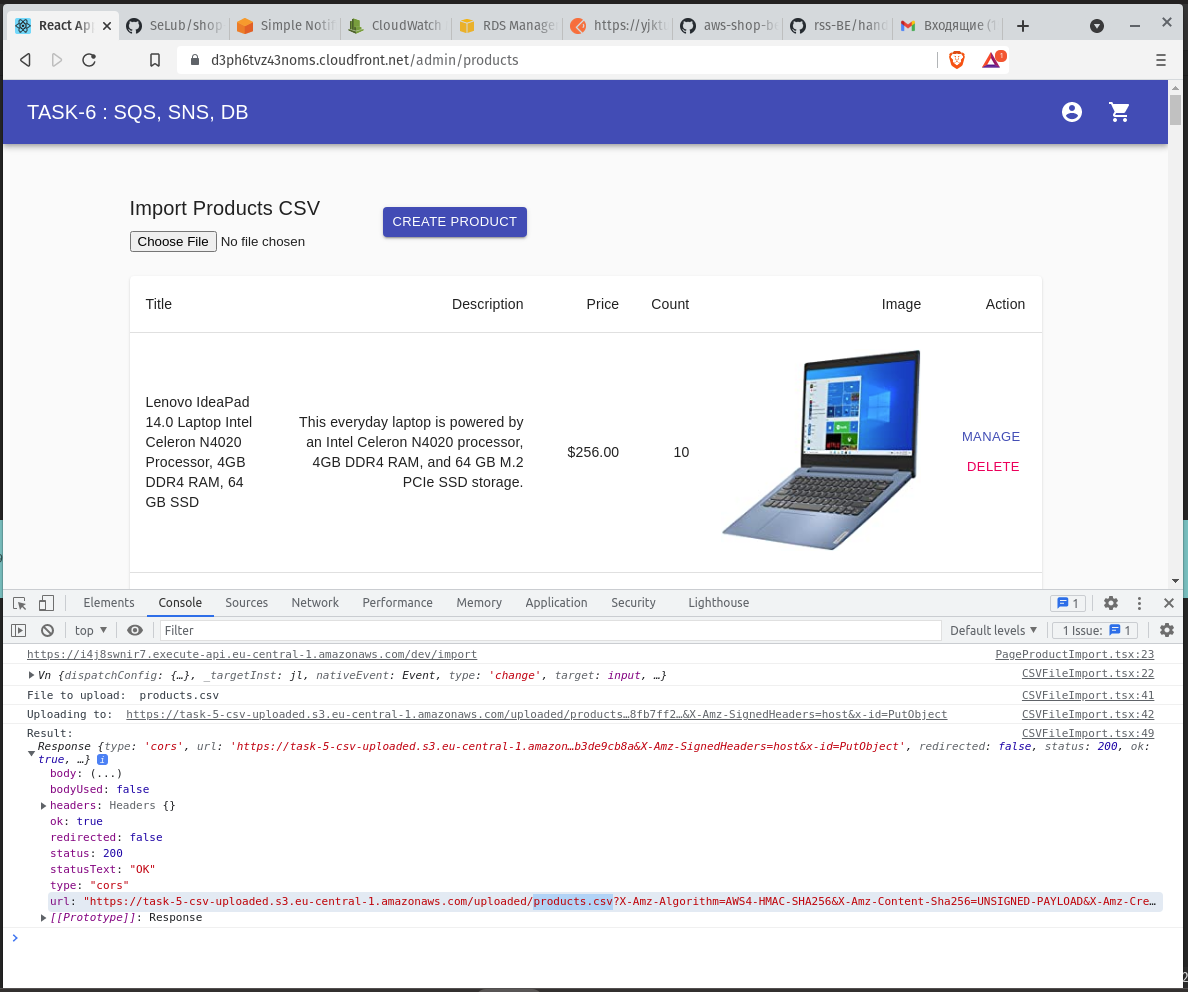 React Ap
SeLub/shop
Simple Notif
CloudWatch
RDS Manage
https://yjktu
aws-shop-b
rss-BE/hand
Входящие (1
d3ph6tvz43noms.cloudfront.net/admin/products
1
TASK-6 : SQS, SNS, DB
Import Products CSV
CREATE PRODUCT
Choose File No file chosen
Title Description Price Count Image Action
Lenovo IdeaPad
14.0 Laptop Intel
Celeron N4020
Processor, 4GB
DDR4 RAM, 64
GB SSD
This everyday laptop is powered by
an Intel Celeron N4020 processor,
4GB DDR4 RAM, and 64 GB M.2
PCIe SSD storage.
$256.00
10
MANAGE
DELETE
Elements Console Sources Network Performance Memory Application Security Lighthouse 1
top Filter Default levels 1 Issue: 1
https://i4j8swnir7.execute-api.eu-central-1.amazonaws.com/dev/import PageProductImport.tsx:23
Vn {dispatchConfig: {…}, _targetInst: jl, nativeEvent: Event, type: 'change', target: input, …} CSVFileImport.tsx:22
File to upload: products.csv CSVFileImport.tsx:41
Uploading to: https://task-5-csv-uploaded.s3.eu-central-1.amazonaws.com/uploaded/products…8fb7ff2…&X-Amz-SignedHeaders=host&x-id=PutObject CSVFileImport.tsx:42
Result: CSVFileImport.tsx:49
Response {type: 'cors', url: 'https://task-5-csv-uploaded.s3.eu-central-1.amazon…b3de9cb8a&X-Amz-SignedHeaders=host&x-id=PutObject', redirected: false, status: 200, ok:
true, …}
body: (...)
bodyUsed: false
headers: Headers {}
ok: true
redirected: false
status: 200
statusText: "OK"
type: "cors"
url: "https://task-5-csv-uploaded.s3.eu-central-1.amazonaws.com/uploaded/products.csv?X-Amz-Algorithm=AWS4-HMAC-SHA256&X-Amz-Content-Sha256=UNSIGNED-PAYLOAD&X-Amz-Cre…
[[Prototype]]: Response